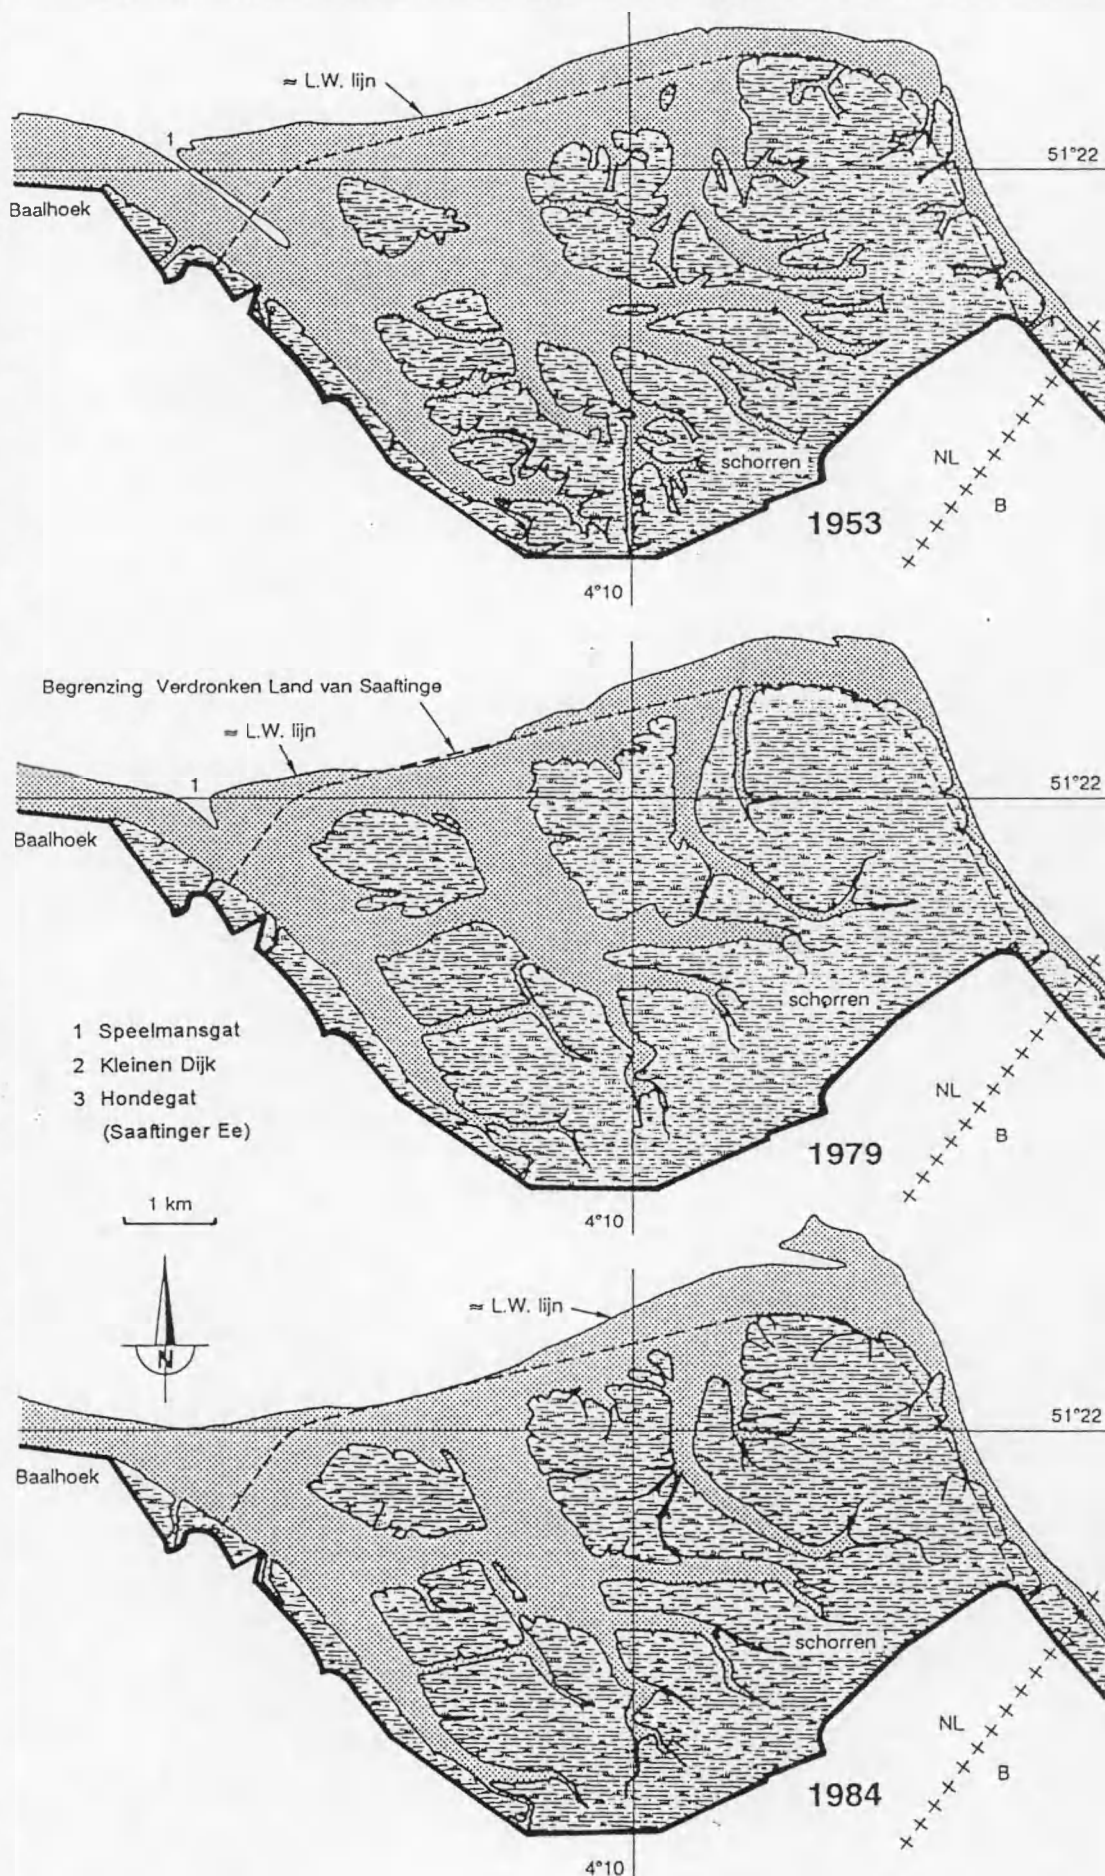 ≈ L.W. lijn
1
51°22
Baalhoek
schorren
NL
B
1953
4°10
Begrenzing Verdronken Land van Saaftinge
≈ L.W. lijn
1
51°22
Baalhoek
schorren
1 Speelmansgat
2 Kleinen Dijk
3 Hondegat
(Saaftinger Ee)
NL
B
1979
1 km
4°10
≈ L.W. lijn
N
51°22
Baalhoek
schorren
NL
B
1984
4°10